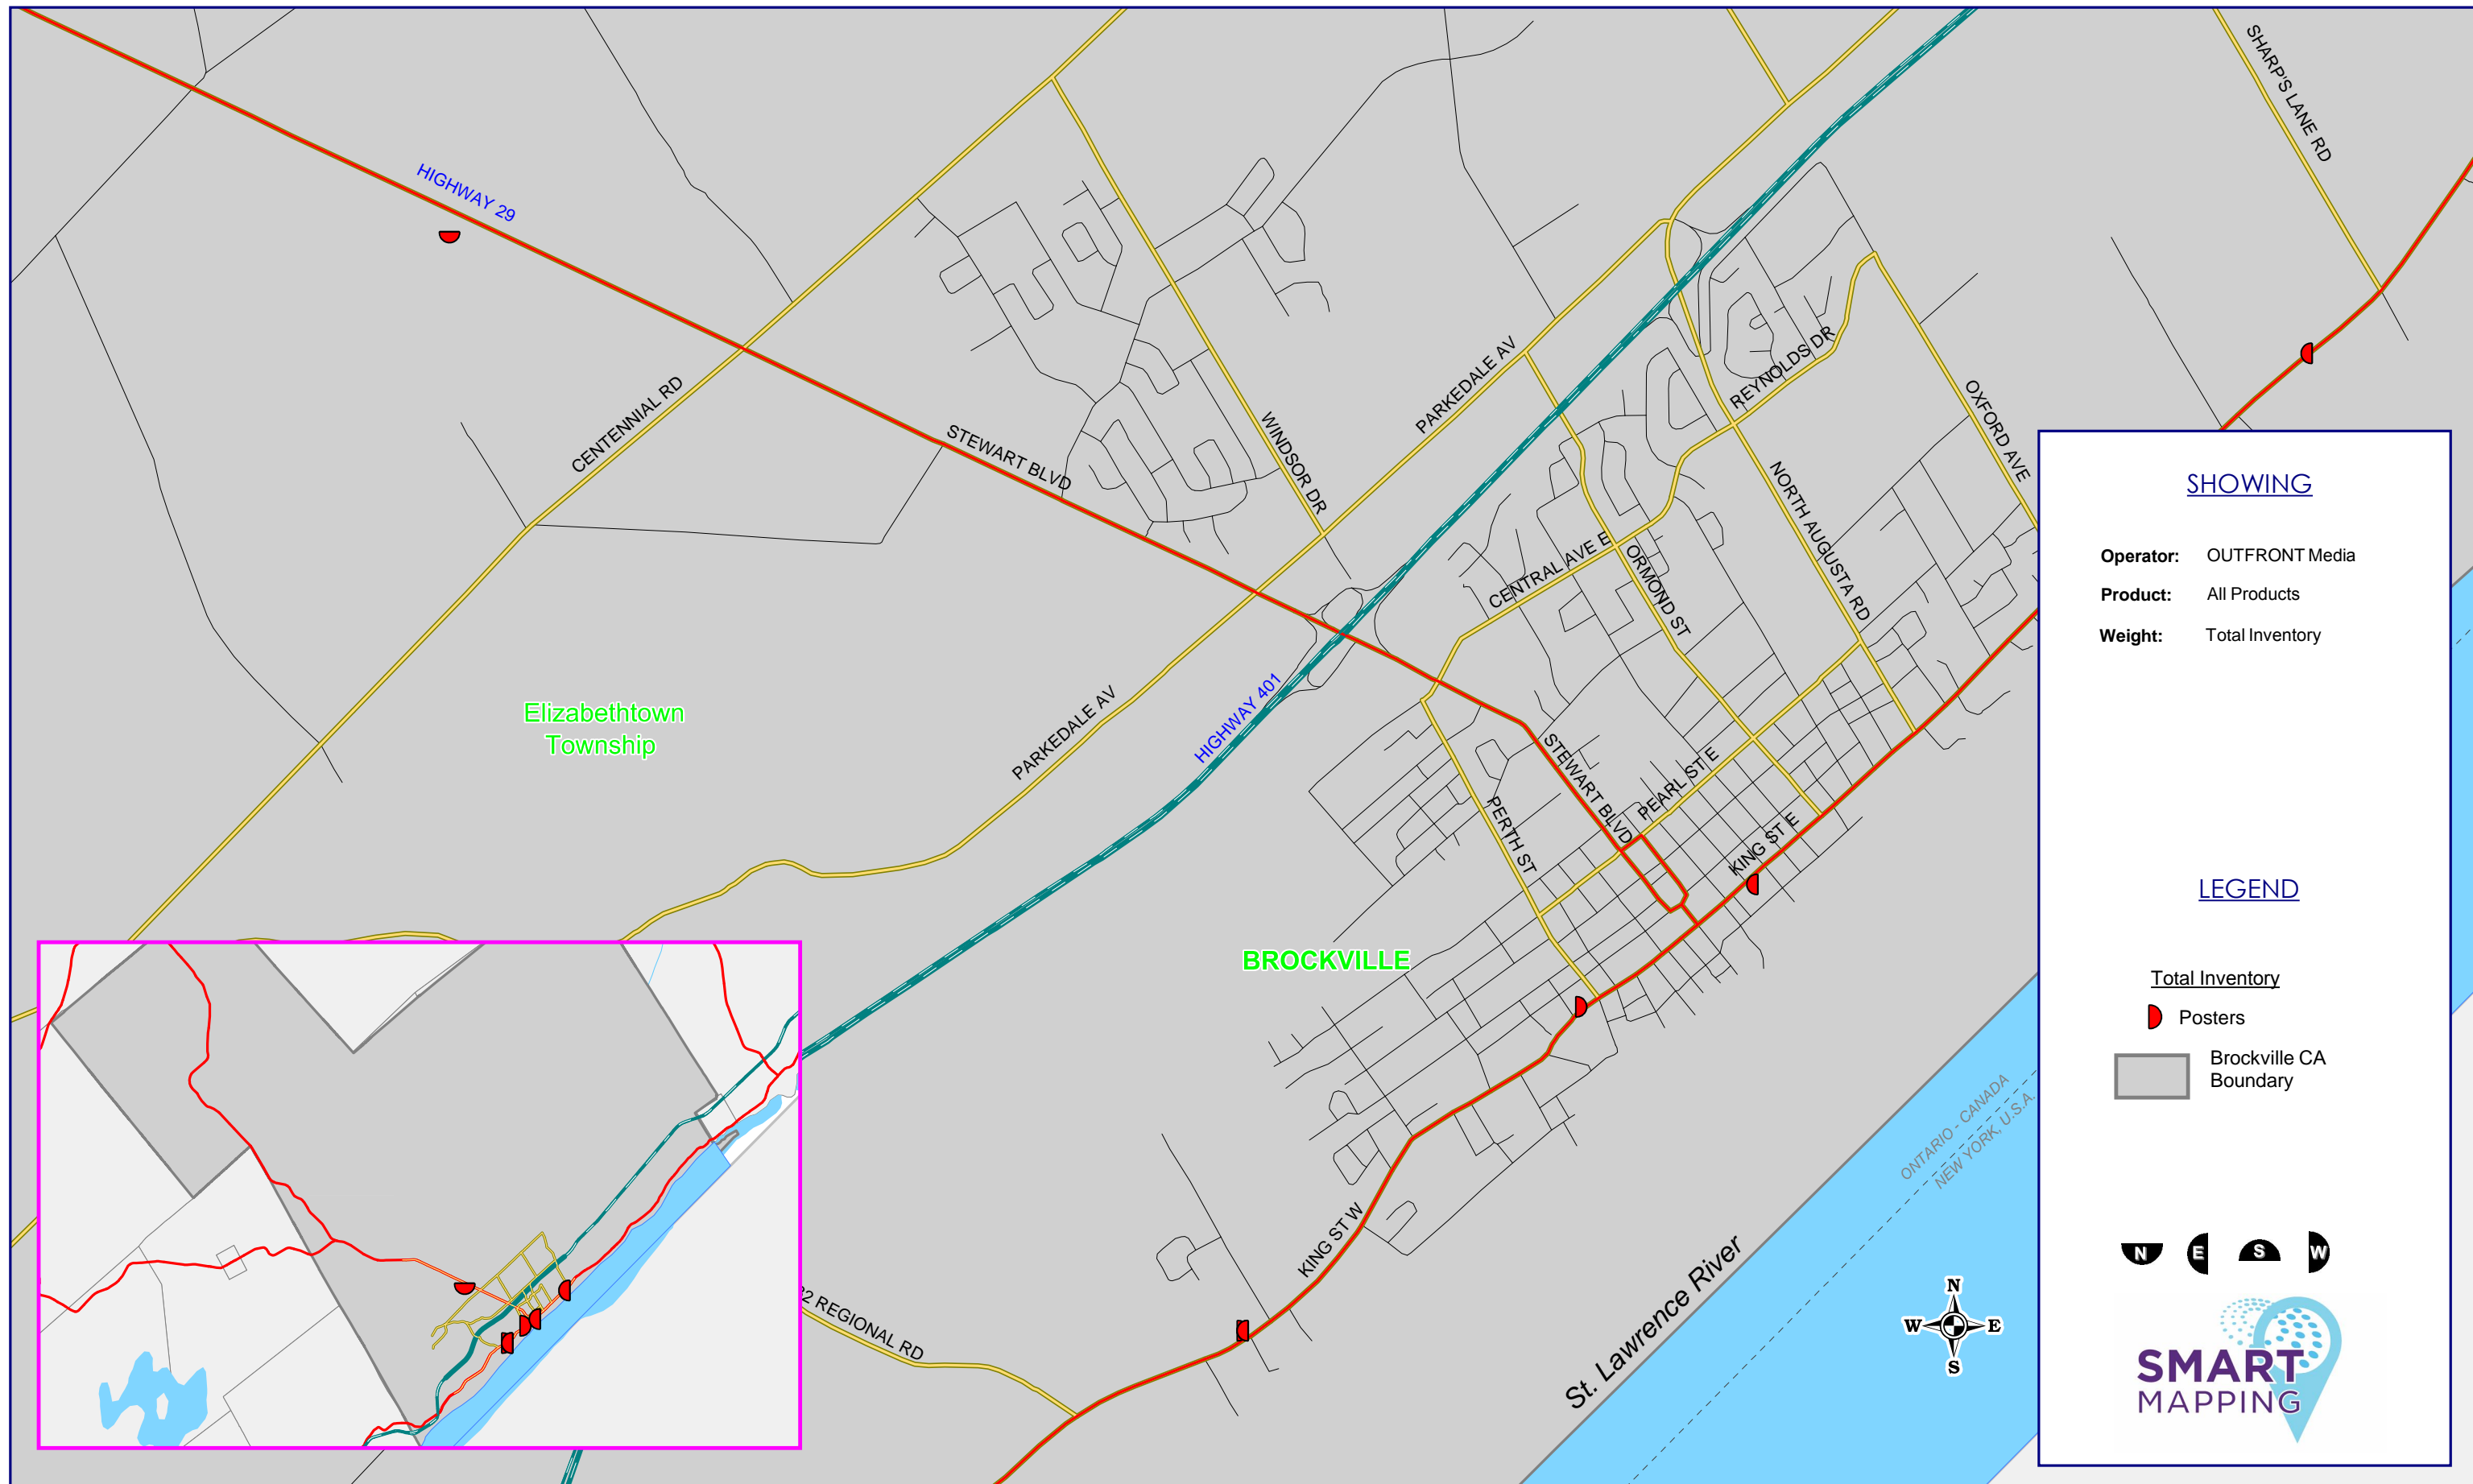 SHARP'S LANE RD
HIGHWAY 29
CENTENNIAL RD
STEWART BLVD
WINDSOR DR
PARKEDALE AV
REYNOLDS DR
OXFORD AVE
NORTH AUGUSTA RD
CENTRAL AVE E
ORMOND ST
HIGHWAY 401
PARKEDALE AV
Elizabethtown
Township
STEWART BLVD
PEARL ST E
PERTH ST
KING ST E
BROCKVILLE
KING ST W
2 REGIONAL RD
St. Lawrence River
ONTARIO - CANADA
NEW YORK, U.S.A.
N
W
E
S
SHOWING
Operator: OUTFRONT Media
Product: All Products
Weight: Total Inventory
LEGEND
Total Inventory
Posters
Brockville CA
Boundary
N E S W
SMART
MAPPING